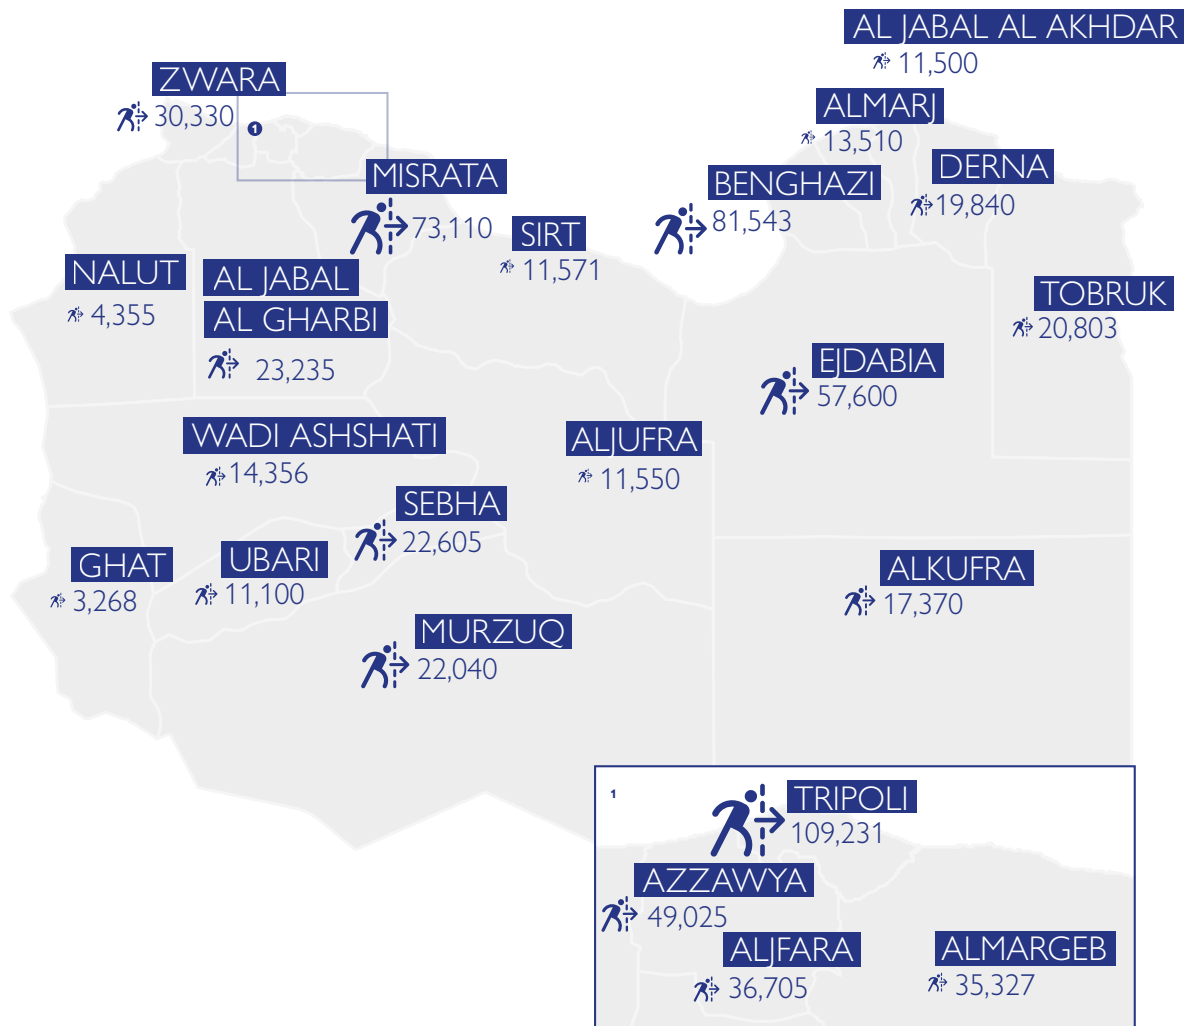 AL JABAL AL AKHDAR
11,500
ZWARA
30,330
1
ALMARJ
13,510
DERNA
19,840
MISRATA
73,110
BENGHAZI
81,543
SIRT
11,571
NALUT
4,355
AL JABAL
AL GHARBI
23,235
TOBRUK
20,803
EJDABIA
57,600
WADI ASHSHATI
14,356
ALJUFRA
11,550
SEBHA
22,605
GHAT
3,268
UBARI
11,100
ALKUFRA
17,370
MURZUQ
22,040
1
TRIPOLI
109,231
AZZAWYA
49,025
ALJFARA
36,705
ALMARGEB
35,327